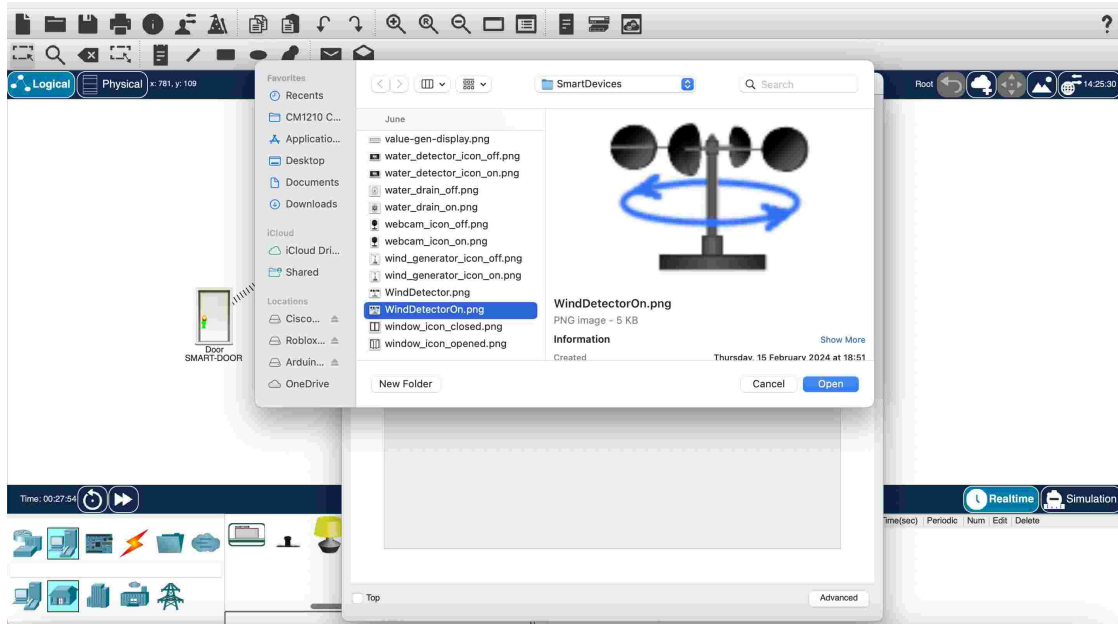 ?
Logical
Physical
x: 781, y: 109
Root
14:25:30
Favorites
Recents
CM1210 C...
Applicatio...
Desktop
Documents
Downloads
iCloud
iCloud Dri...
Shared
Locations
Cisco...
Roblox...
Arduin...
OneDrive
SmartDevices
Search
June
value-gen-display.png
water_detector_icon_off.png
water_detector_icon_on.png
water_drain_off.png
water_drain_on.png
webcam_icon_off.png
webcam_icon_on.png
wind_generator_icon_off.png
wind_generator_icon_on.png
WindDetector.png
WindDetectorOn.png
window_icon_closed.png
window_icon_opened.png
WindDetectorOn.png
PNG image - 5 KB
Information
Show More
Created
Thursday, 15 February 2024 at 18:51
New Folder
Cancel
Open
Door
SMART-DOOR
Time: 00:27:54
Realtime
Simulation
Time(sec) Periodic Num Edit Delete
Top
Advanced